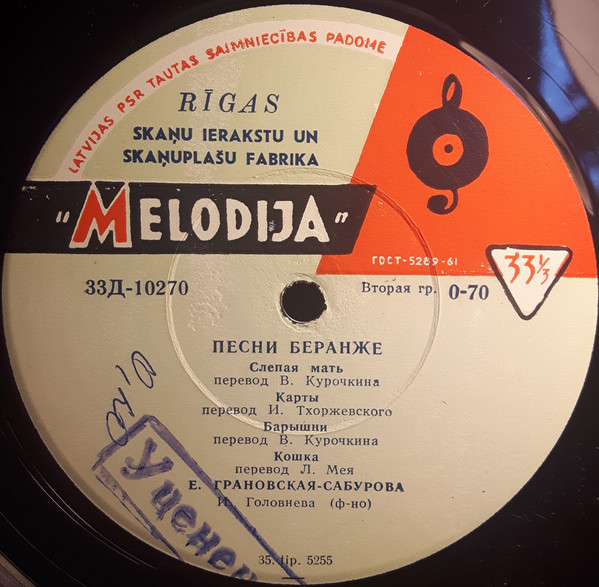 LATVIJAS PSR TAUTAS SAIMNIECĪBAS PADOME
RĪGAS
SKAŅU IERAKSTU UN
SKAŅUPLAŠU FABRIKA
"MELODIJA"
ГОСТ-5289-61
33⅓
33Д-10270
Вторая гр. 0-70
ПЕСНИ БЕРАНЖЕ
Слепая мать
перевод В. Курочкина
Карты
перевод И. Тхоржевского
Барышни
перевод В. Курочкина
Кошка
перевод Л. Мея
Е. ГРАНОВСКАЯ-САБУРОВА
И. Головнева (ф-но)
35. tip. 5255